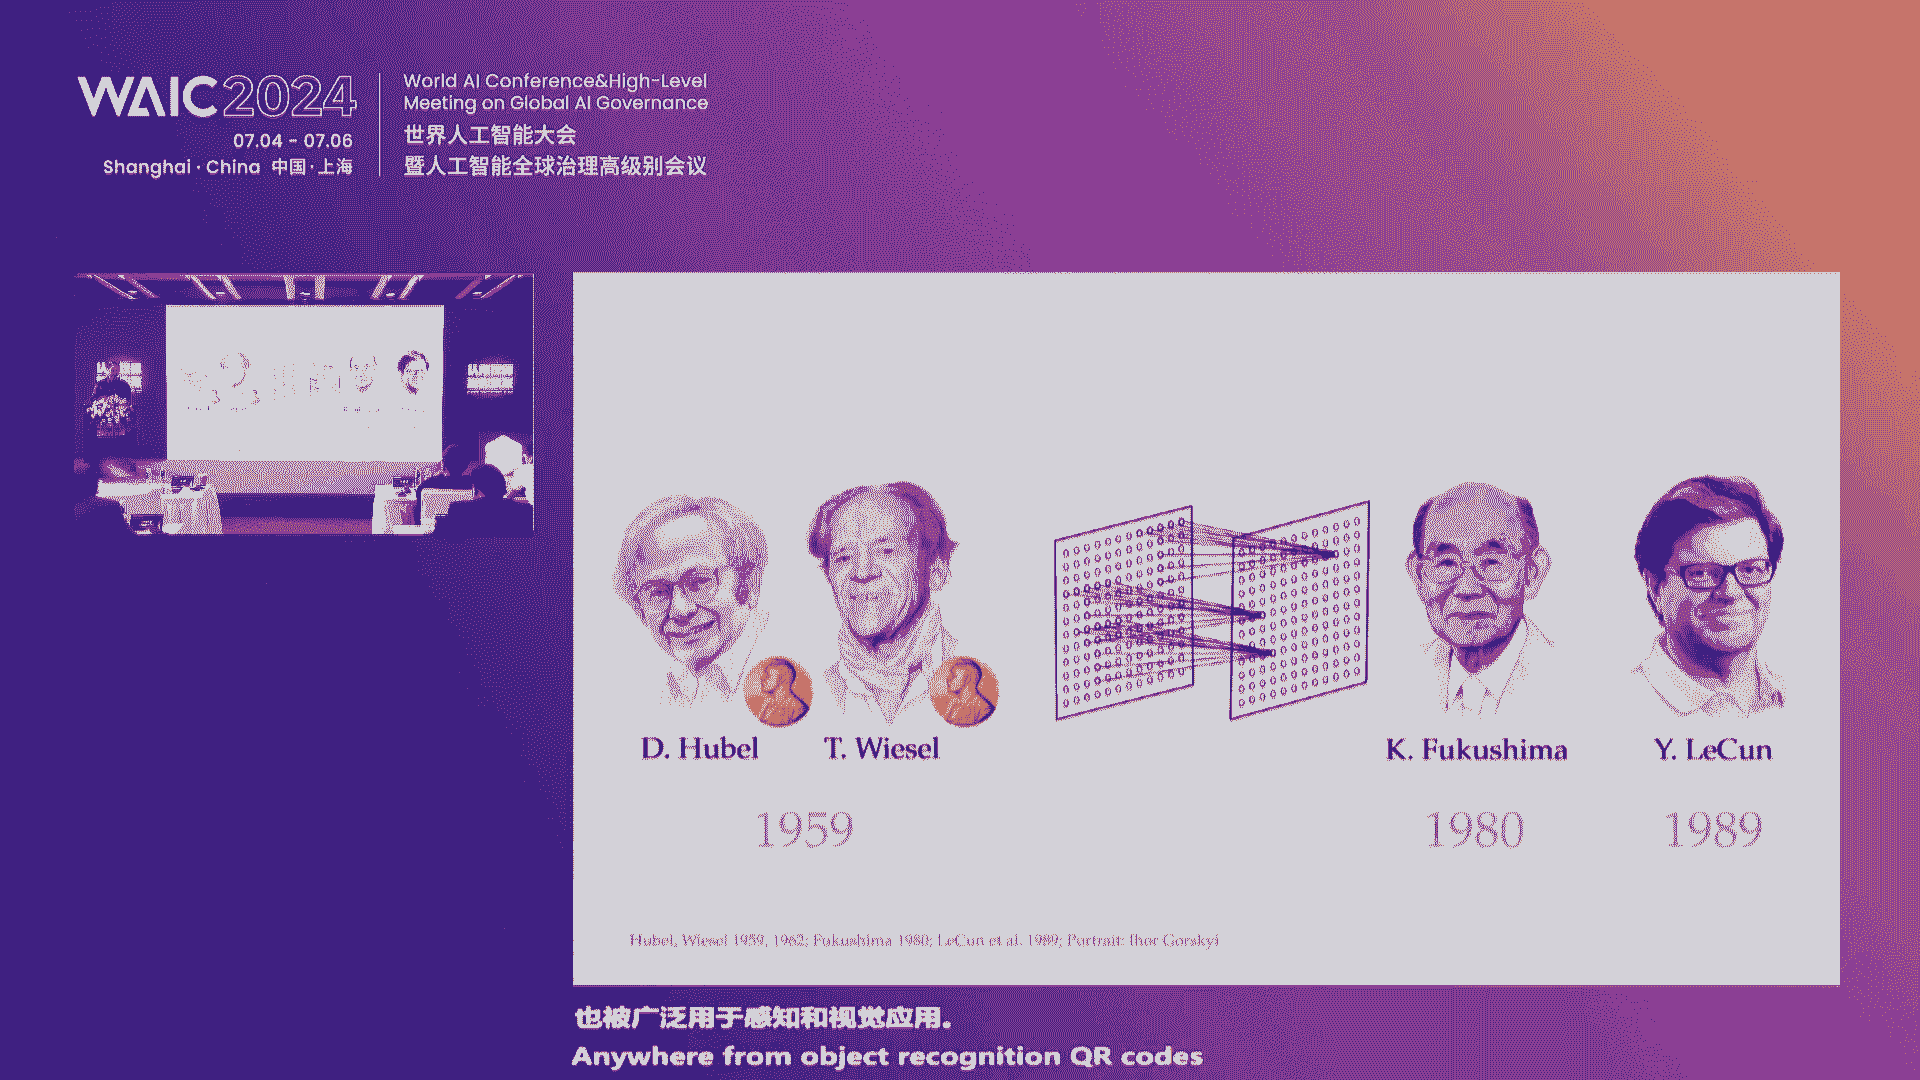 WAIC2024
07.04 - 07.06
Shanghai · China 中国·上海
World AI Conference&High-Level
Meeting on Global AI Governance
世界人工智能大会
暨人工智能全球治理高级别会议
D. Hubel
T. Wiesel
K. Fukushima
Y. LeCun
1959
1980
1989
Hubel, Wiesel 1959, 1962; Fukushima 1980; LeCun et al. 1989; Portrait: Ihor Gorskyi
也被广泛用于感知和视觉应用。
Anywhere from object recognition QR codes